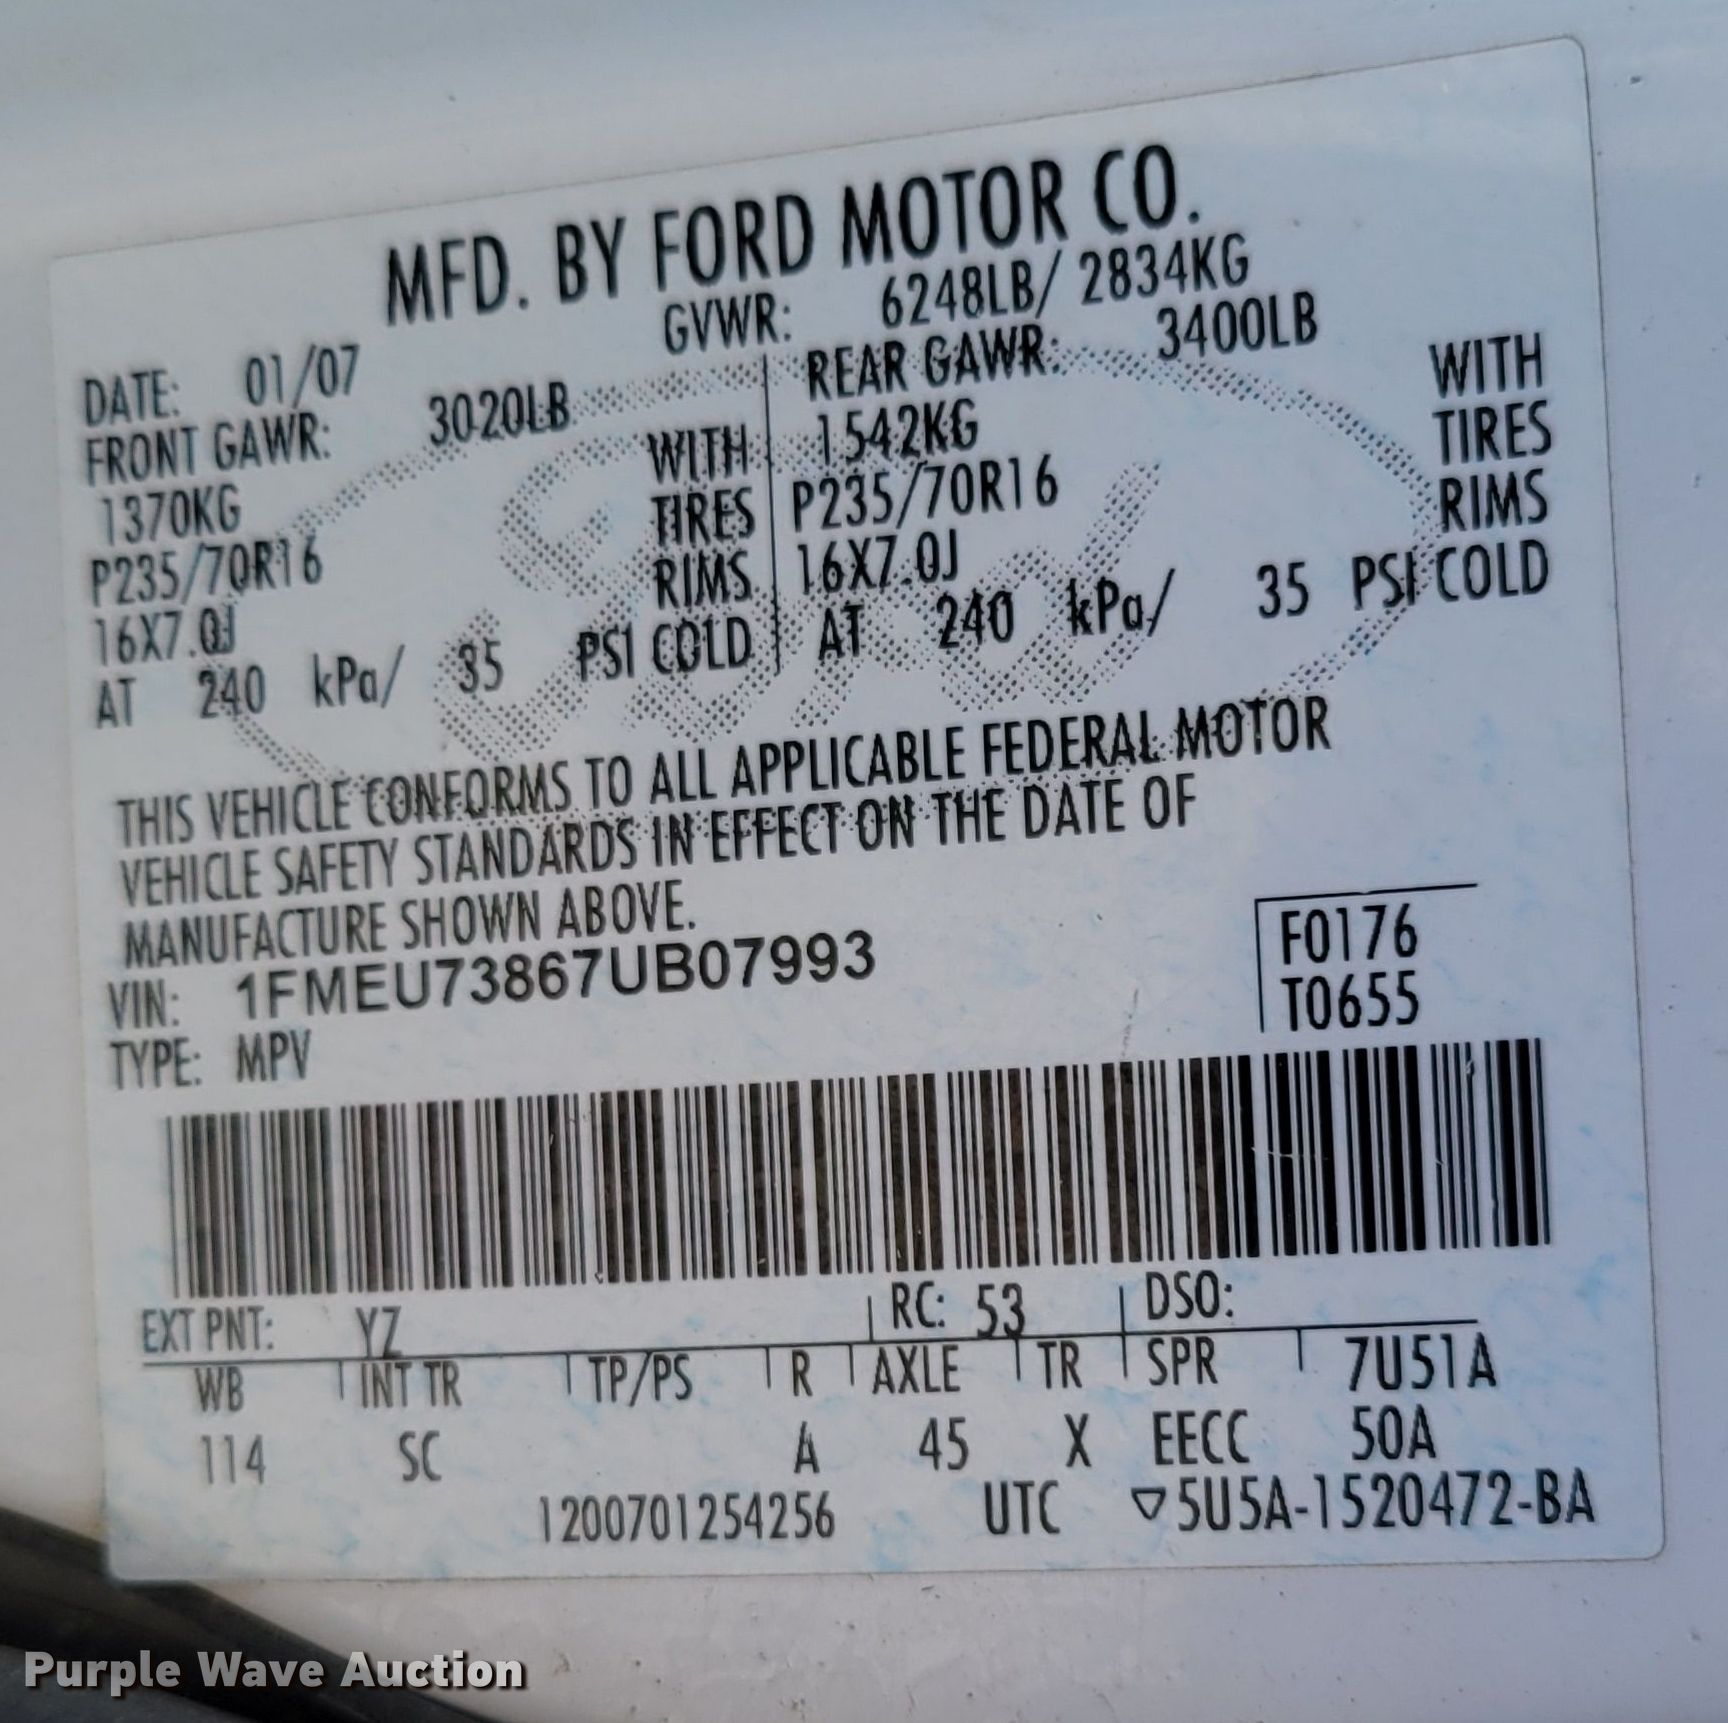 MFD. BY FORD MOTOR CO.
DATE: 01/07 GVWR: 6248LB/ 2834KG
FRONT GAWR: 3020LB REAR GAWR: 3400LB
1370KG WITH 1542KG WITH
P235/70R16 TIRES P235/70R16 TIRES
16X7.0J RIMS 16X7.0J RIMS
AT 240 kPa/ 35 PSI COLD AT 240 kPa/ 35 PSI COLD
Ford
THIS VEHICLE CONFORMS TO ALL APPLICABLE FEDERAL MOTOR
VEHICLE SAFETY STANDARDS IN EFFECT ON THE DATE OF
MANUFACTURE SHOWN ABOVE.
VIN: 1FMEU73867UB07993 F0176
TYPE: MPV T0655
EXT PNT: YZ RC: 53 DSO:
WB INT TR TP/PS R AXLE TR SPR 7U51A
114 SC A 45 X EECC 50A
1200701254256 UTC ▽5U5A-1520472-BA
Purple Wave Auction